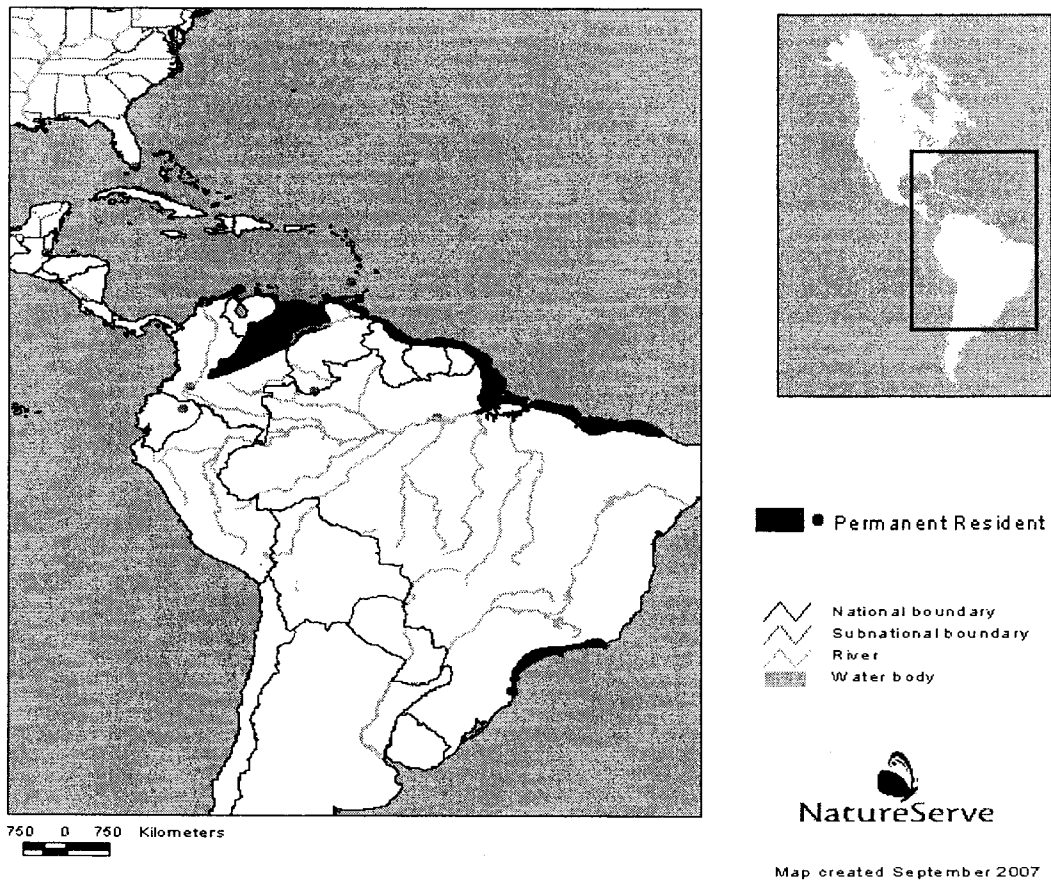 Permanent Resident
National boundary
Subnational boundary
River
Water body
750 0 750 Kilometers
NatureServe
Map created September 2007